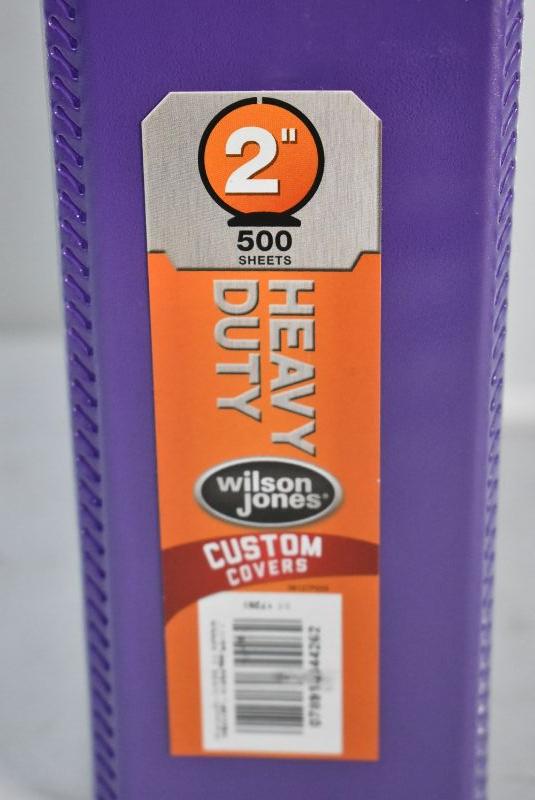 2"
500
SHEETS
HEAVY
DUTY
wilson
jones®
CUSTOM
COVERS